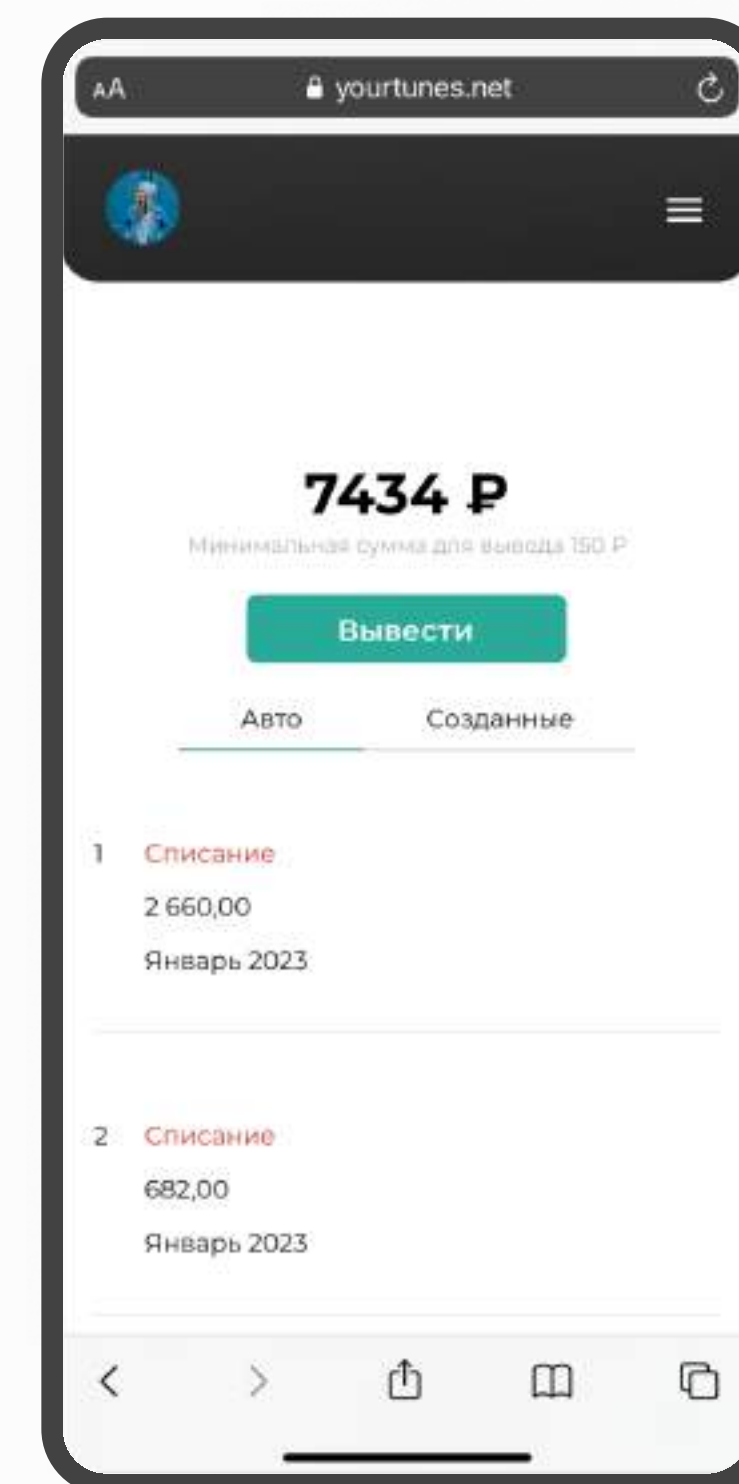 AA yourtunes.net
7434 ₽
Минимальная сумма для вывода 150 ₽
Вывести
Авто Созданные
1 Списание
2 660,00
Январь 2023
2 Списание
682,00
Январь 2023